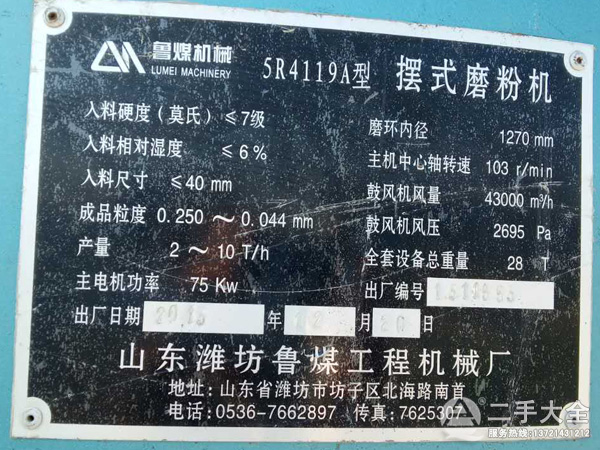 鲁煤机械
LUMEI MACHINERY
5R4119A型 摆式磨粉机
入料硬度（莫氏）≤7级
入料相对湿度 ≤6%
入料尺寸 ≤40 mm
成品粒度 0.250～0.044 mm
产量 2～10 T/h
主电机功率 75 Kw
磨环内径 1270 mm
主机中心轴转速 103 r/min
鼓风机风量 43000 m³/h
鼓风机风压 2695 Pa
全套设备总重量 28 T
出厂编号
出厂日期 2015 年 12 月 20 日
山东潍坊鲁煤工程机械厂
地址：山东省潍坊市坊子区北海路南首
电话：0536-7662897 传真：7625307
二手大全
服务热线：13721431212